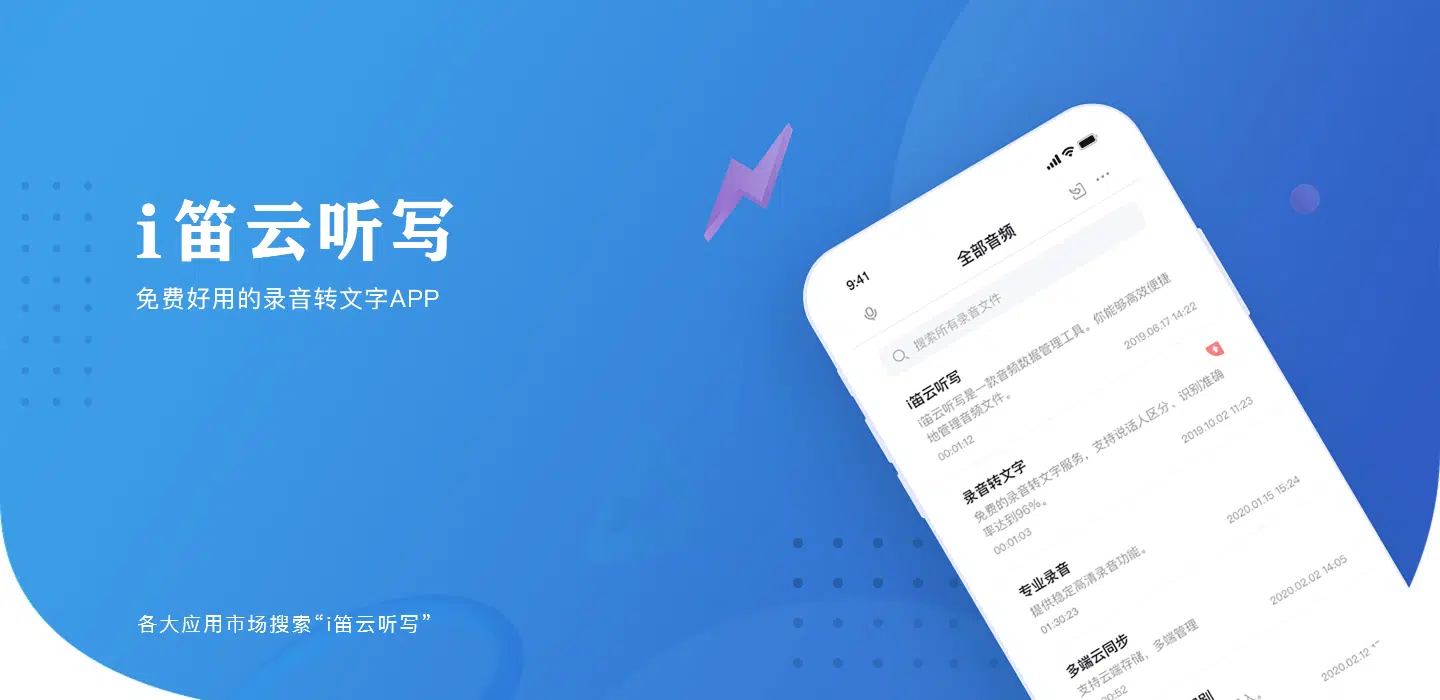 i笛云听写
免费好用的录音转文字APP
各大应用市场搜索“i笛云听写”
9:41
全部音频
搜索所有录音文件
i笛云听写
i笛云听写是一款音频数据管理工具。你能够高效便捷
地管理音频文件。
00:01:12
2019.06.17 14:22
录音转文字
免费的录音转文字服务，支持说话人区分、识别准确
率达到96%。
00:01:03
2019.10.02 11:23
专业录音
提供稳定高清录音功能。
01:30:23
2020.01.15 15:24
多端云同步
支持云端存储，多端管理
00:52
2020.02.02 14:05
2020.02.12